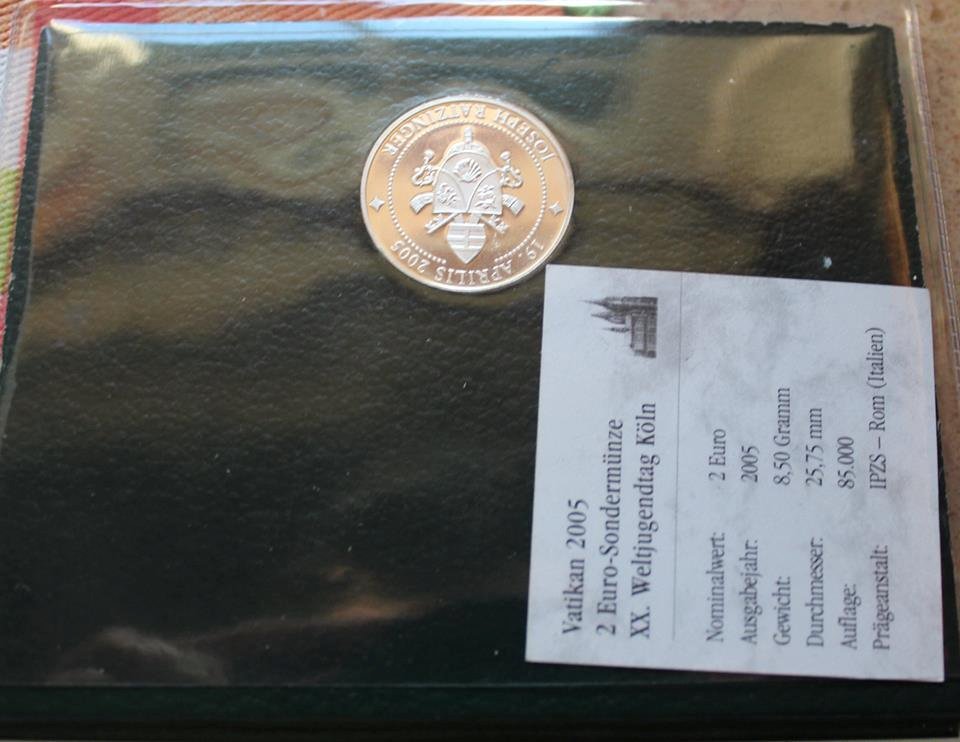 JOSEPH RATZINGER
19. APRILIS 2005
Vatikan 2005
2 Euro-Sondermünze
XX. Weltjugendtag Köln
Nominalwert: 2 Euro
Ausgabejahr: 2005
Gewicht: 8,50 Gramm
Durchmesser: 25,75 mm
Auflage: 85.000
Prägeanstalt: IPZS – Rom (Italien)